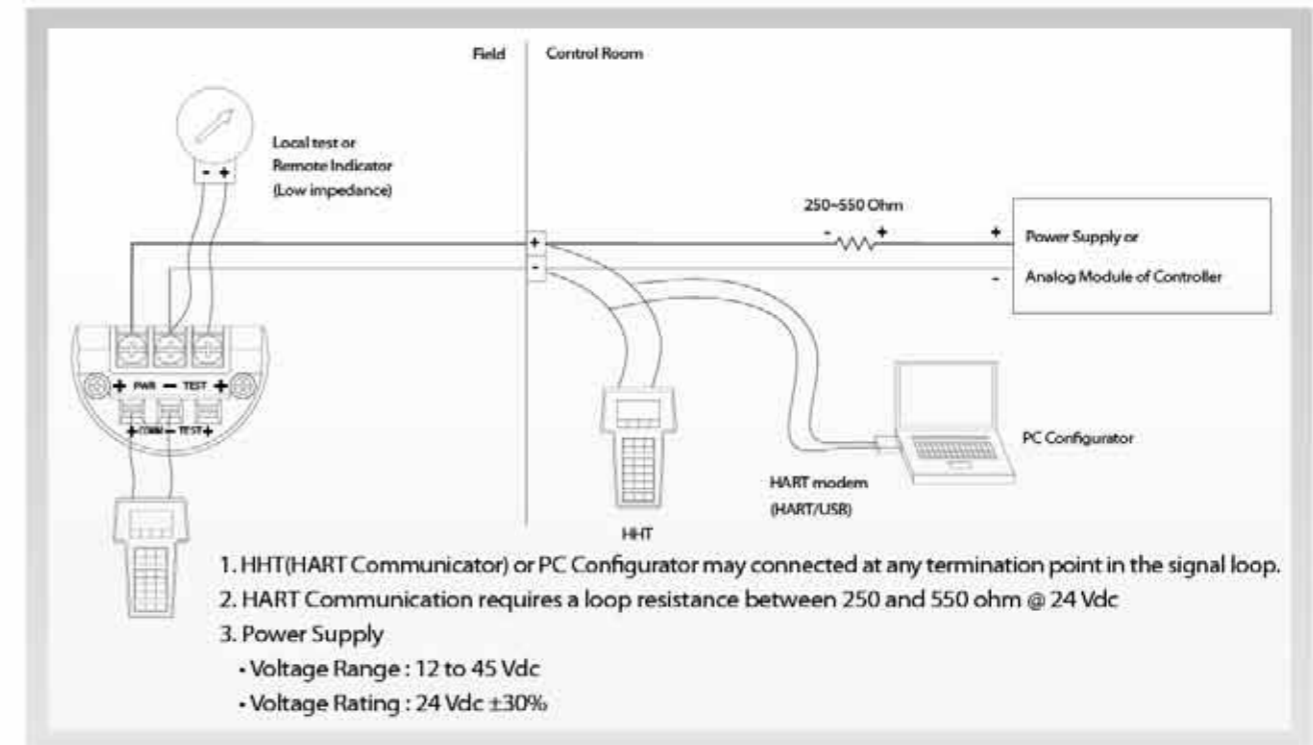 Field
Control Room
Local test or
Remote Indicator
(Low impedance)
- +
250~550 Ohm
- +
+ Power Supply or
- Analog Module of Controller
+
-
+ PWR − TEST +
+ COMM − TEST +
PC Configurator
HART modem
(HART/USB)
HHT
1. HHT(HART Communicator) or PC Configurator may connected at any termination point in the signal loop.
2. HART Communication requires a loop resistance between 250 and 550 ohm @ 24 Vdc
3. Power Supply
• Voltage Range : 12 to 45 Vdc
• Voltage Rating : 24 Vdc ±30%